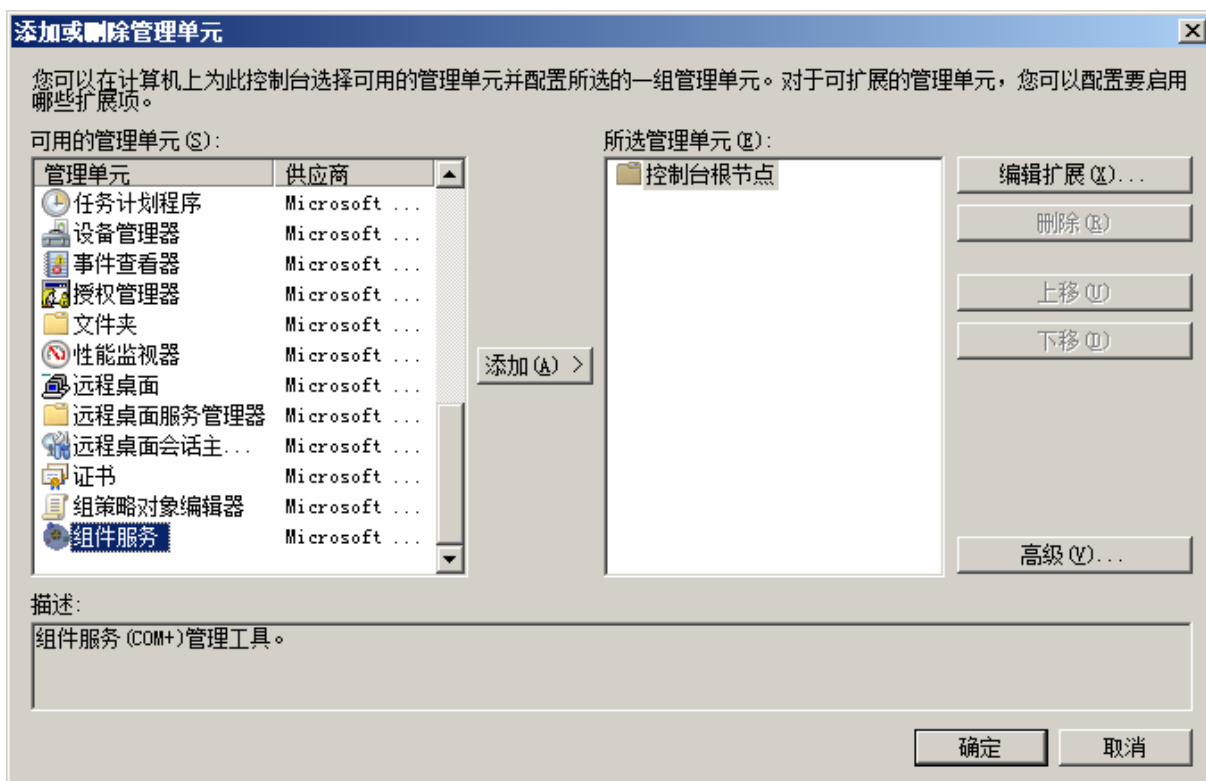 添加或删除管理单元
您可以在计算机上为此控制台选择可用的管理单元并配置所选的一组管理单元。对于可扩展的管理单元，您可以配置要启用
哪些扩展项。
可用的管理单元(S):
所选管理单元(E):
管理单元 供应商
任务计划程序 Microsoft ...
设备管理器 Microsoft ...
事件查看器 Microsoft ...
授权管理器 Microsoft ...
文件夹 Microsoft ...
性能监视器 Microsoft ...
远程桌面 Microsoft ...
远程桌面服务管理器 Microsoft ...
远程桌面会话主... Microsoft ...
证书 Microsoft ...
组策略对象编辑器 Microsoft ...
组件服务 Microsoft ...
添加(A) >
控制台根节点
编辑扩展(X)...
删除(R)
上移(U)
下移(D)
高级(V)...
描述:
组件服务(COM+)管理工具。
确定
取消